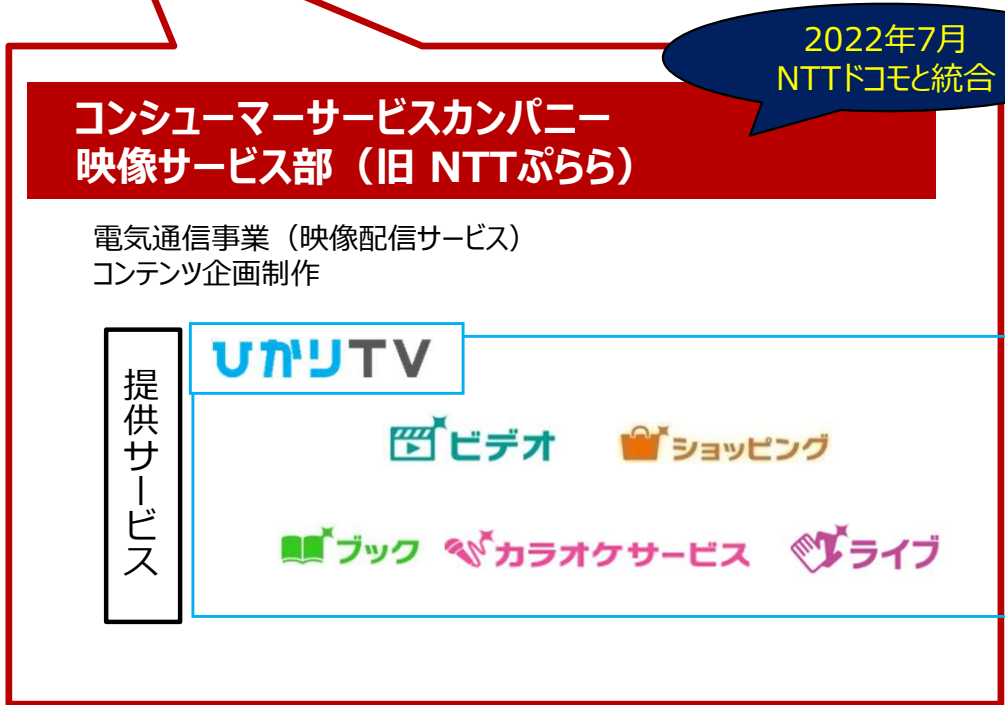 2022年7月
NTTドコモと統合
コンシューマーサービスカンパニー
映像サービス部（旧 NTTぷらら）
電気通信事業（映像配信サービス）
コンテンツ企画制作
提供サービス
ひかりTV
ビデオ
ショッピング
ブック
カラオケサービス
ライブ